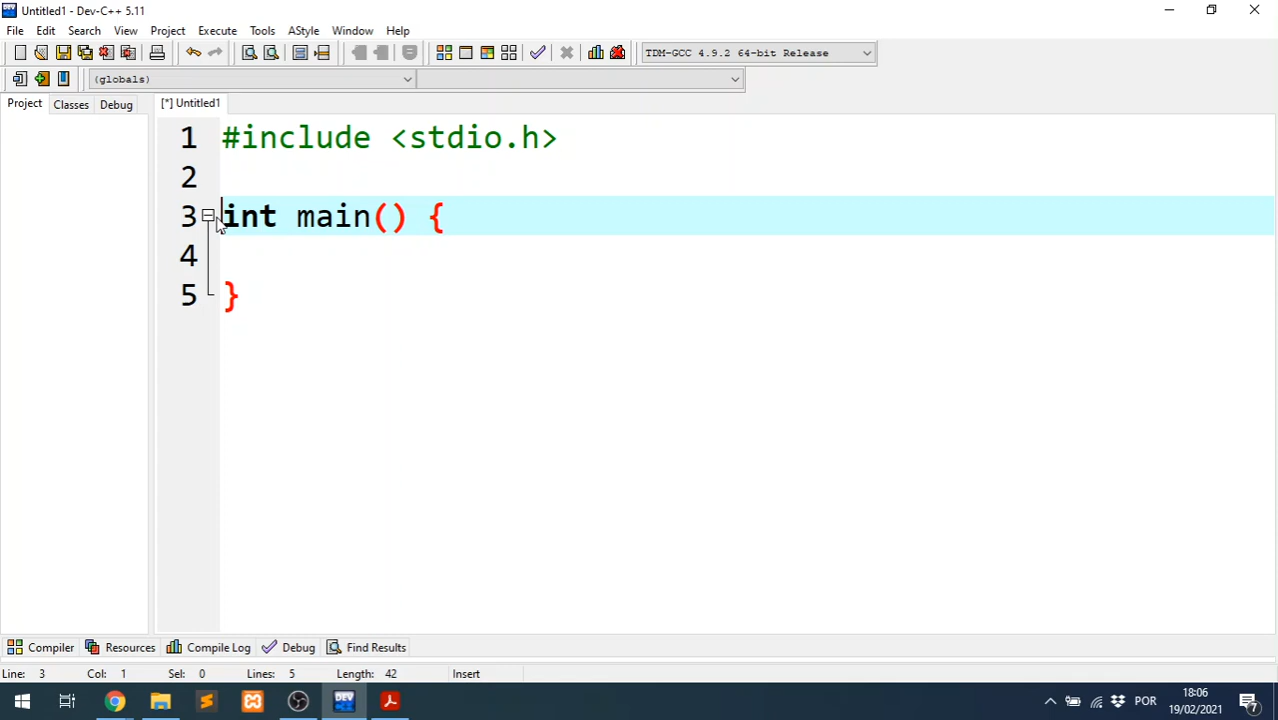 Untitled1 - Dev-C++ 5.11
File Edit Search View Project Execute Tools AStyle Window Help
TDM-GCC 4.9.2 64-bit Release
(globals)
Project Classes Debug [*] Untitled1
1 #include <stdio.h>
2
3 int main() {
4
5 }
Compiler Resources Compile Log Debug Find Results
Line: 3 Col: 1 Sel: 0 Lines: 5 Length: 42 Insert
DEV
POR
18:06
19/02/2021
7